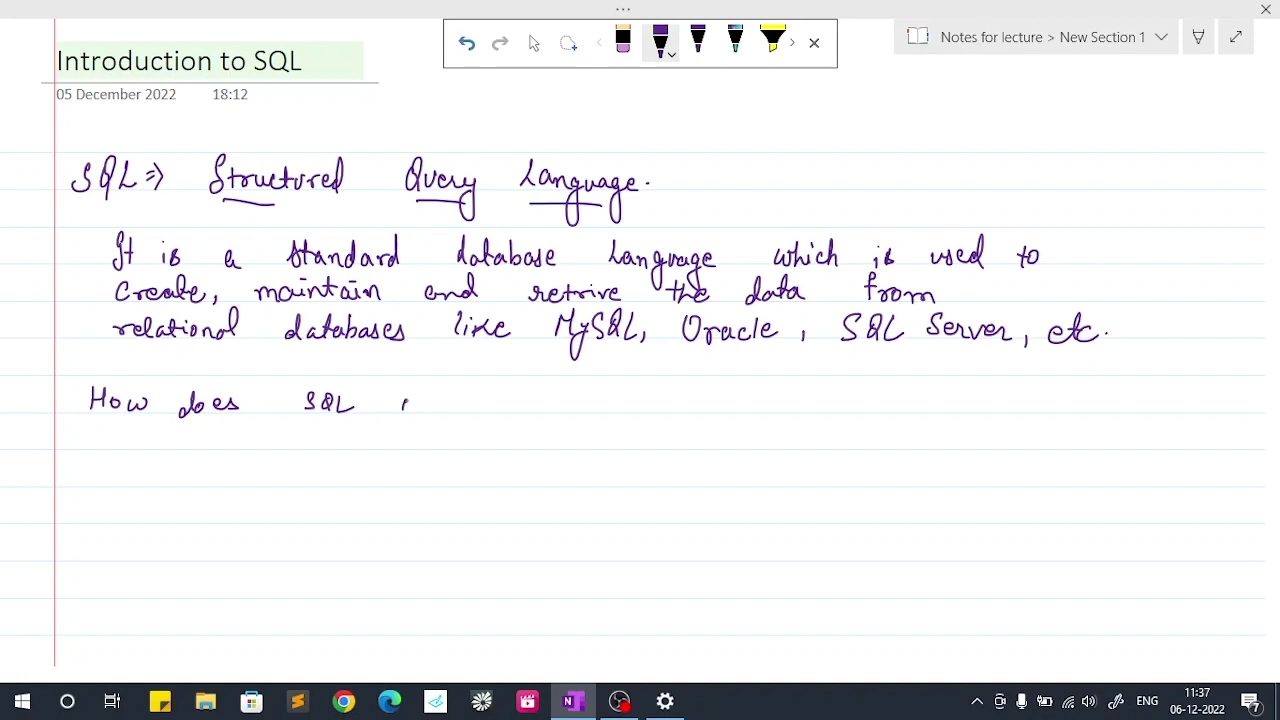 Notes for lecture > New Section 1
Introduction to SQL
05 December 2022 18:12
SQL => Structured Query Language.
It is a standard database language which is used to
create, maintain and retrive the data from
relational databases like MySQL, Oracle, SQL Server, etc.
How does SQL
ENG
11:37
06-12-2022
7